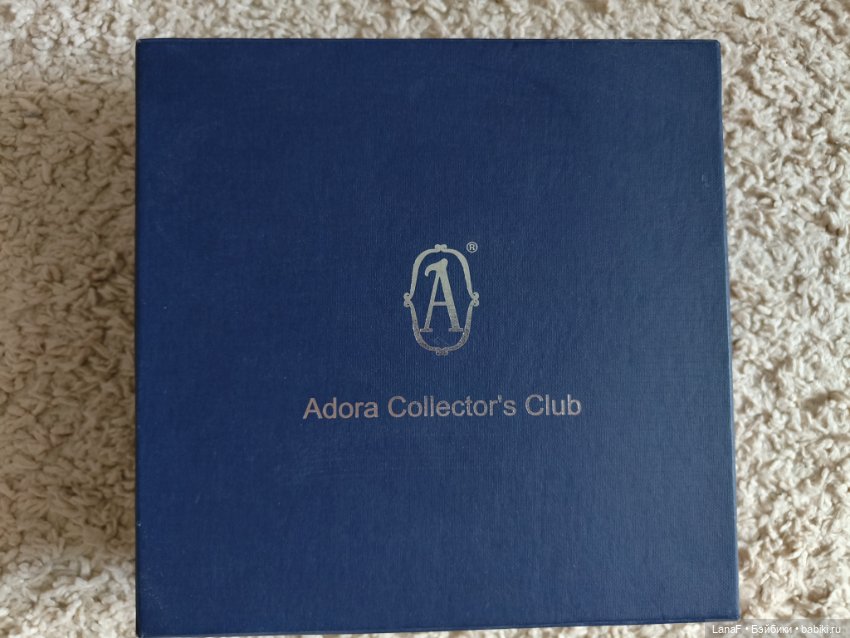 A®
Adora Collector's Club
LanaF • Бэйбики • babiki.ru